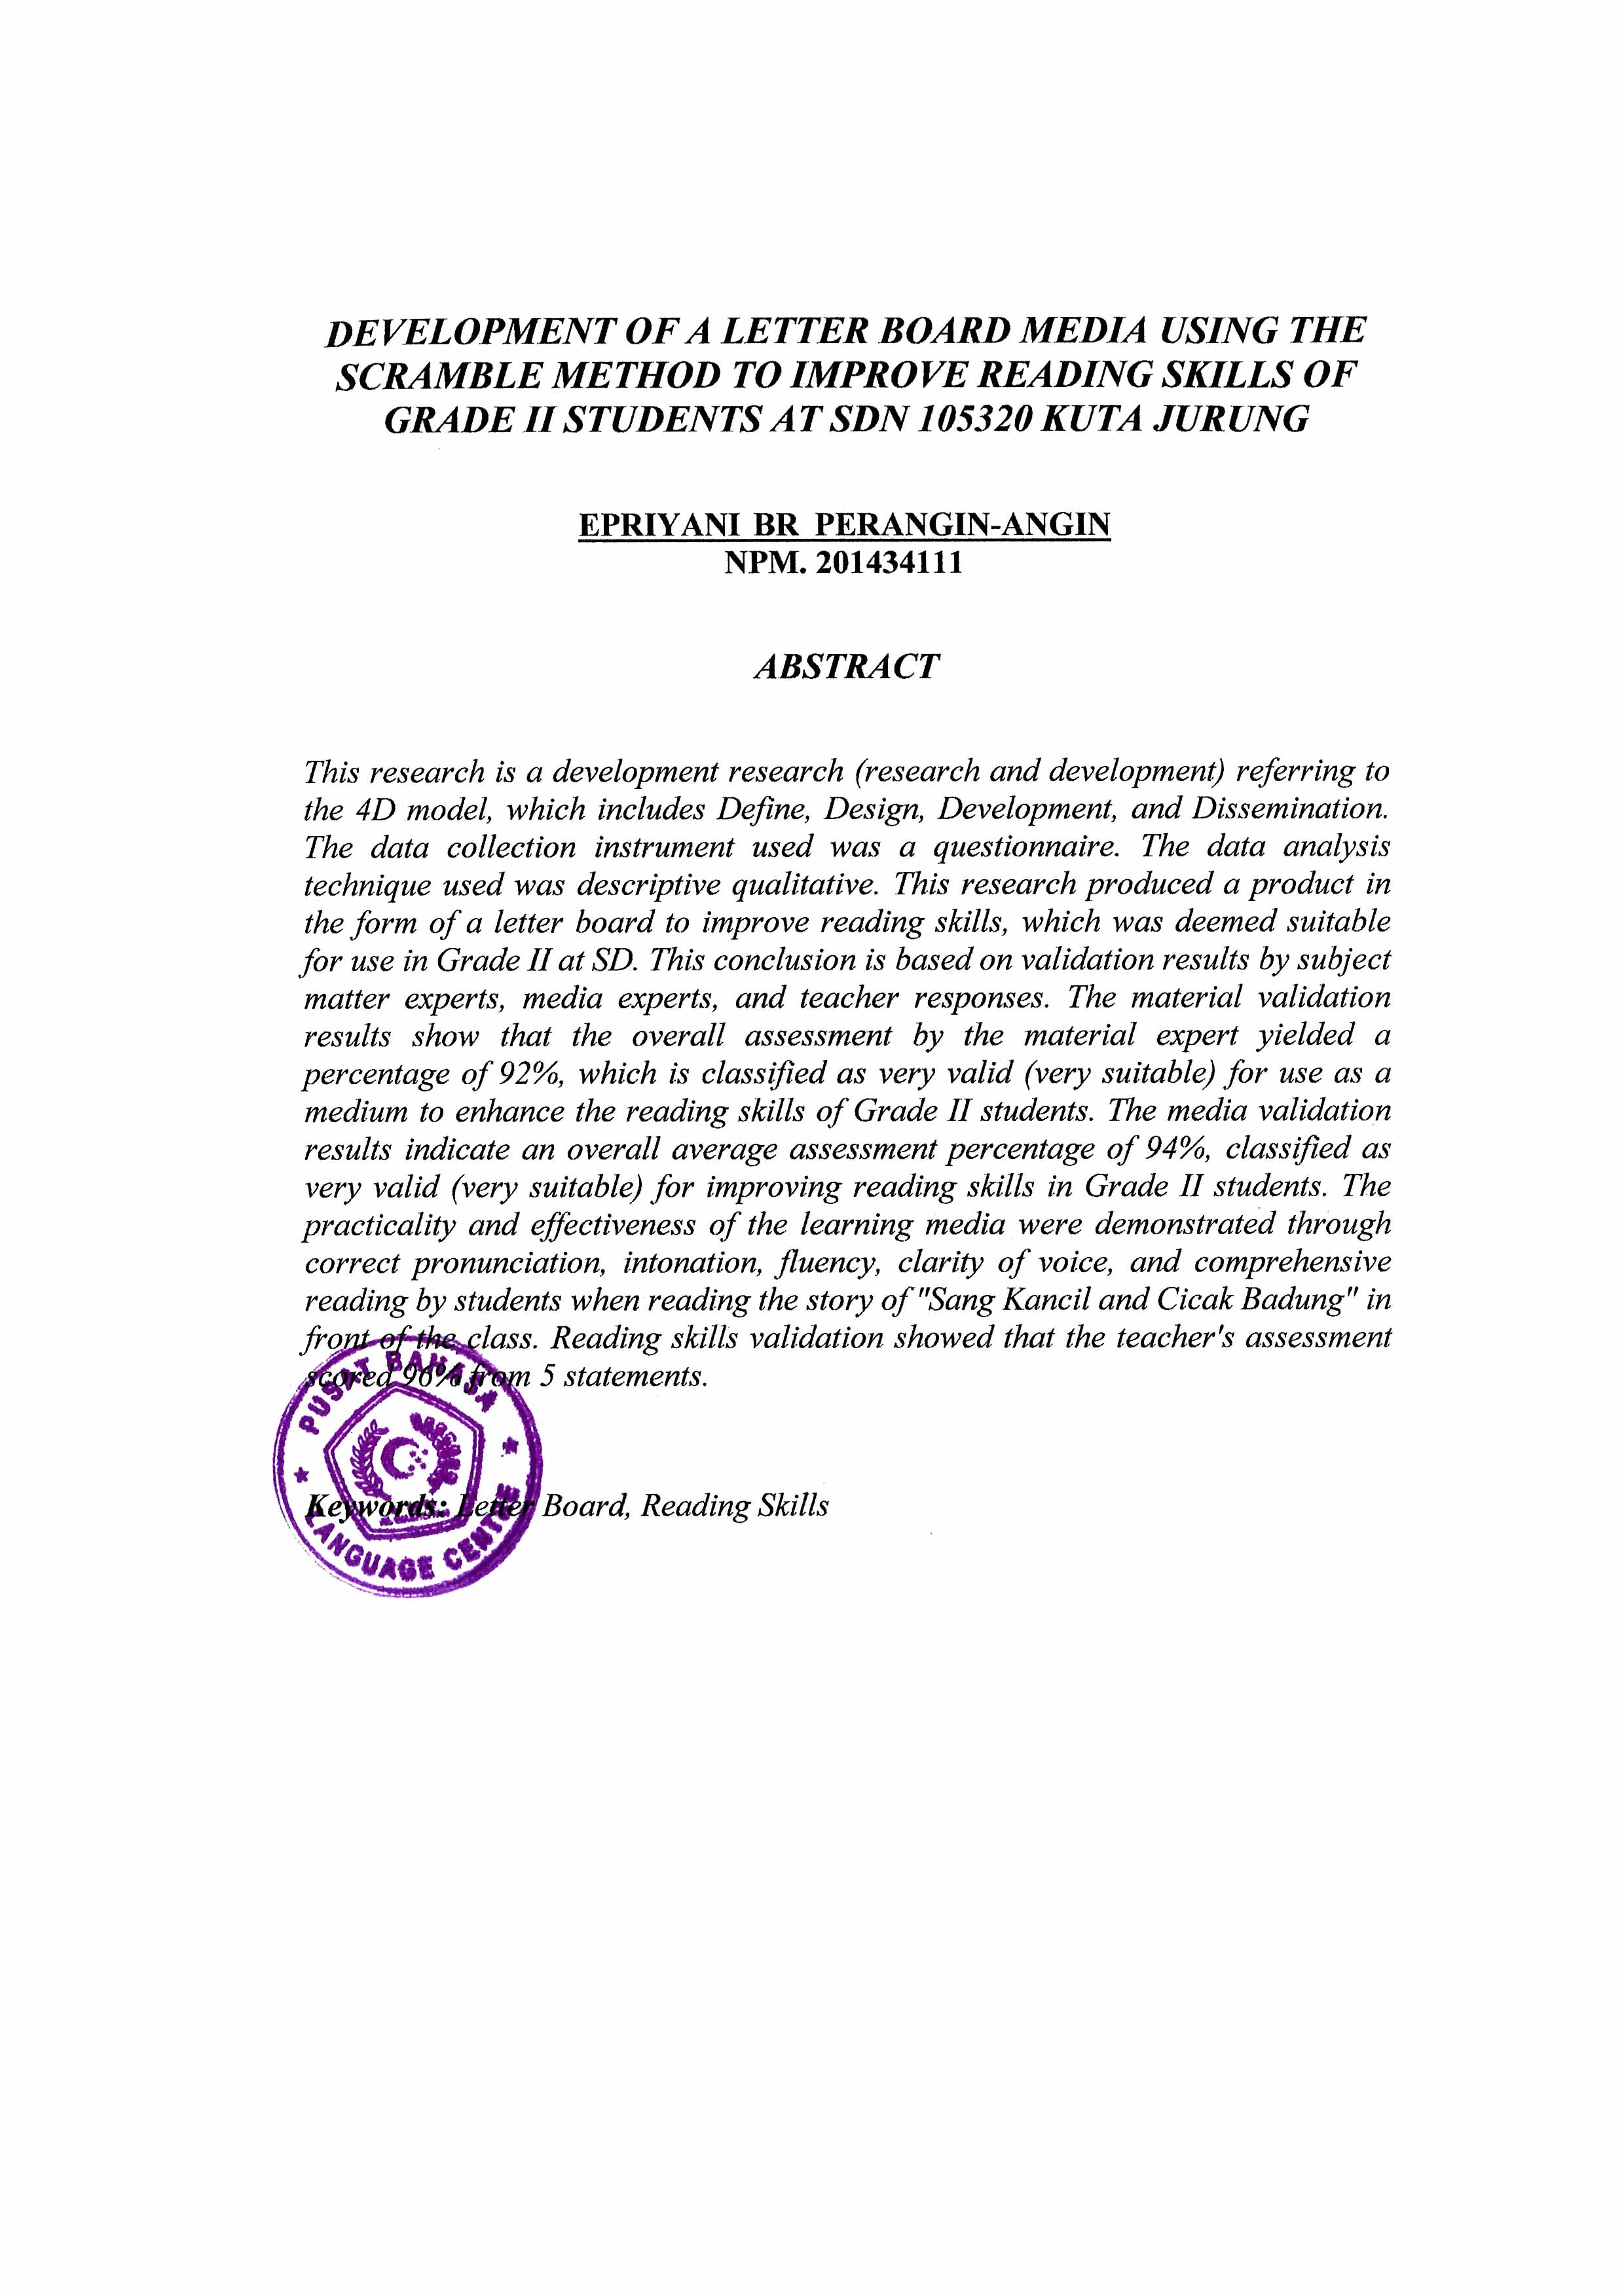 DEVELOPMENT OF A LETTER BOARD MEDIA USING THE
SCRAMBLE METHOD TO IMPROVE READING SKILLS OF
GRADE II STUDENTS AT SDN 105320 KUTA JURUNG
EPRIYANI BR PERANGIN-ANGIN
NPM. 201434111
ABSTRACT
This research is a development research (research and development) referring to
the 4D model, which includes Define, Design, Development, and Dissemination.
The data collection instrument used was a questionnaire. The data analysis
technique used was descriptive qualitative. This research produced a product in
the form of a letter board to improve reading skills, which was deemed suitable
for use in Grade II at SD. This conclusion is based on validation results by subject
matter experts, media experts, and teacher responses. The material validation
results show that the overall assessment by the material expert yielded a
percentage of 92%, which is classified as very valid (very suitable) for use as a
medium to enhance the reading skills of Grade II students. The media validation
results indicate an overall average assessment percentage of 94%, classified as
very valid (very suitable) for improving reading skills in Grade II students. The
practicality and effectiveness of the learning media were demonstrated through
correct pronunciation, intonation, fluency, clarity of voice, and comprehensive
reading by students when reading the story of "Sang Kancil and Cicak Badung" in
front of the class. Reading skills validation showed that the teacher's assessment
scored 96% from 5 statements.
PUSAT BAHASA
Keywords: Letter Board, Reading Skills
LANGUAGE CENTRE